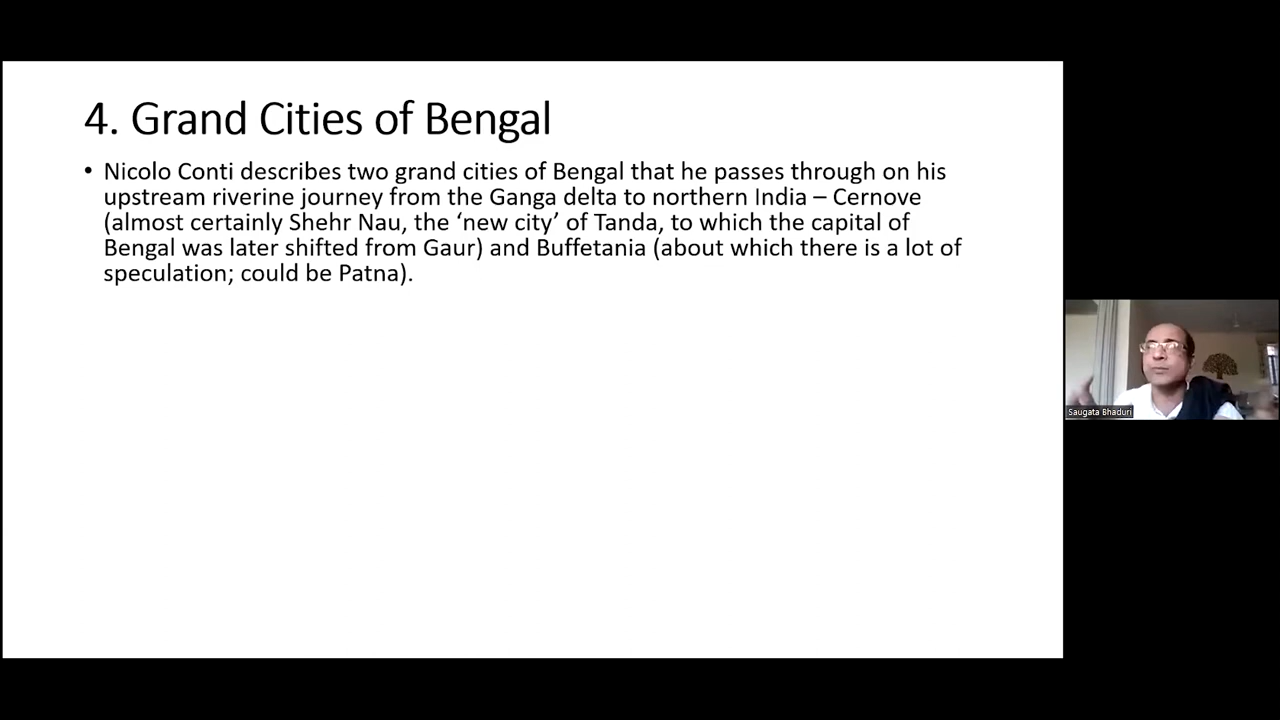 4. Grand Cities of Bengal
• Nicolo Conti describes two grand cities of Bengal that he passes through on his
upstream riverine journey from the Ganga delta to northern India – Cernove
(almost certainly Shehr Nau, the ‘new city’ of Tanda, to which the capital of
Bengal was later shifted from Gaur) and Buffetania (about which there is a lot of
speculation; could be Patna).
Saugata Bhaduri